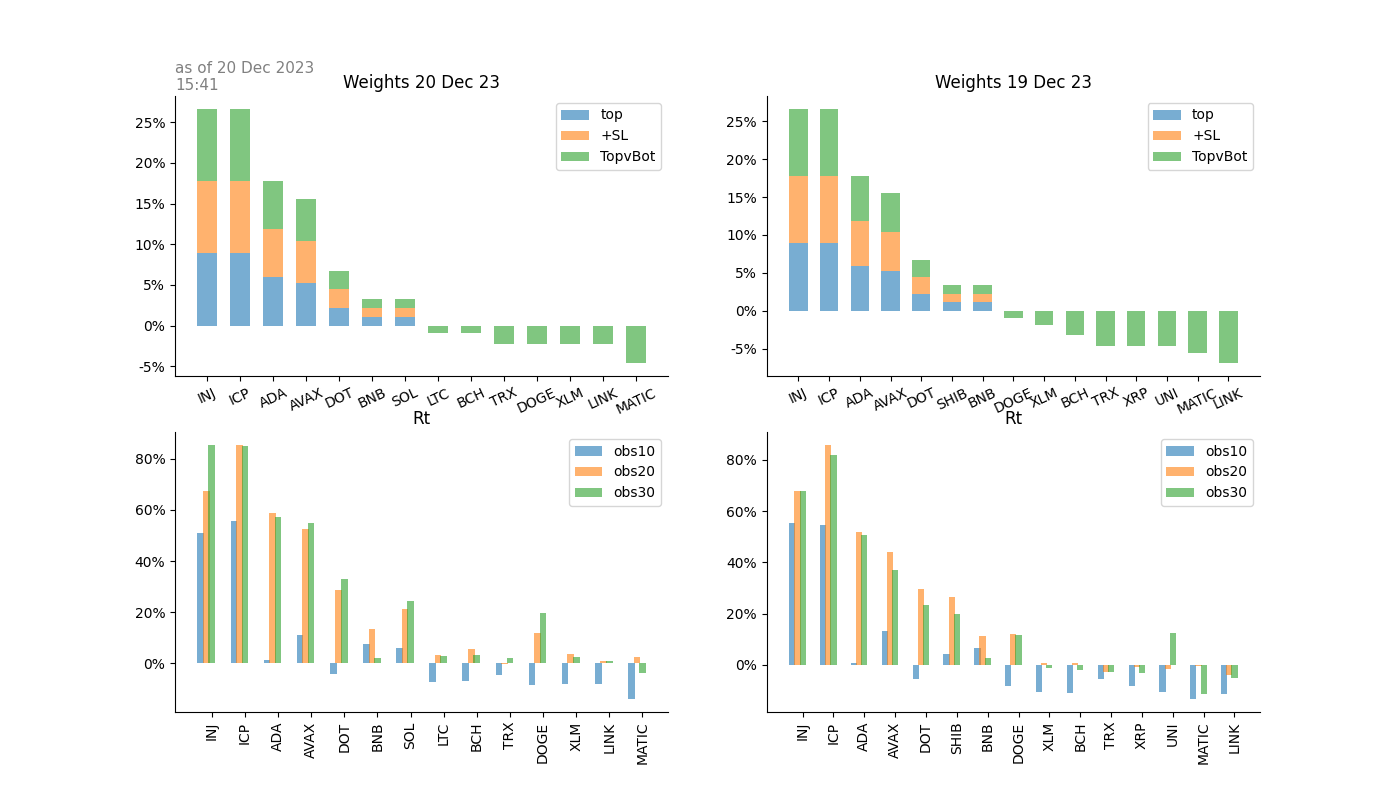 as of 20 Dec 2023
15:41
Weights 20 Dec 23
25%
20%
15%
10%
5%
0%
-5%
top
+SL
TopvBot
INJ ICP ADA AVAX DOT BNB SOL LTC BCH TRX DOGE XLM LINK MATIC
Weights 19 Dec 23
25%
20%
15%
10%
5%
0%
-5%
top
+SL
TopvBot
INJ ICP ADA AVAX DOT SHIB BNB DOGE XLM BCH TRX XRP UNI MATIC LINK
Rt
80%
60%
40%
20%
0%
obs10
obs20
obs30
INJ ICP ADA AVAX DOT BNB SOL LTC BCH TRX DOGE XLM LINK MATIC
Rt
80%
60%
40%
20%
0%
obs10
obs20
obs30
INJ ICP ADA AVAX DOT SHIB BNB DOGE XLM BCH TRX XRP UNI MATIC LINK